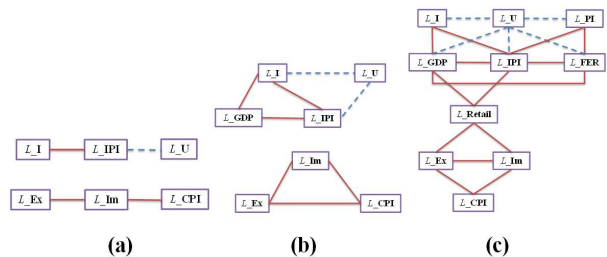 L_I L_IPI L_U
L_Ex L_Im L_CPI
(a)
L_I L_U
L_GDP L_IPI
L_Im
L_Ex L_CPI
(b)
L_I L_U L_PI
L_GDP L_IPI L_FER
L_Retail
L_Ex L_Im
L_CPI
(c)